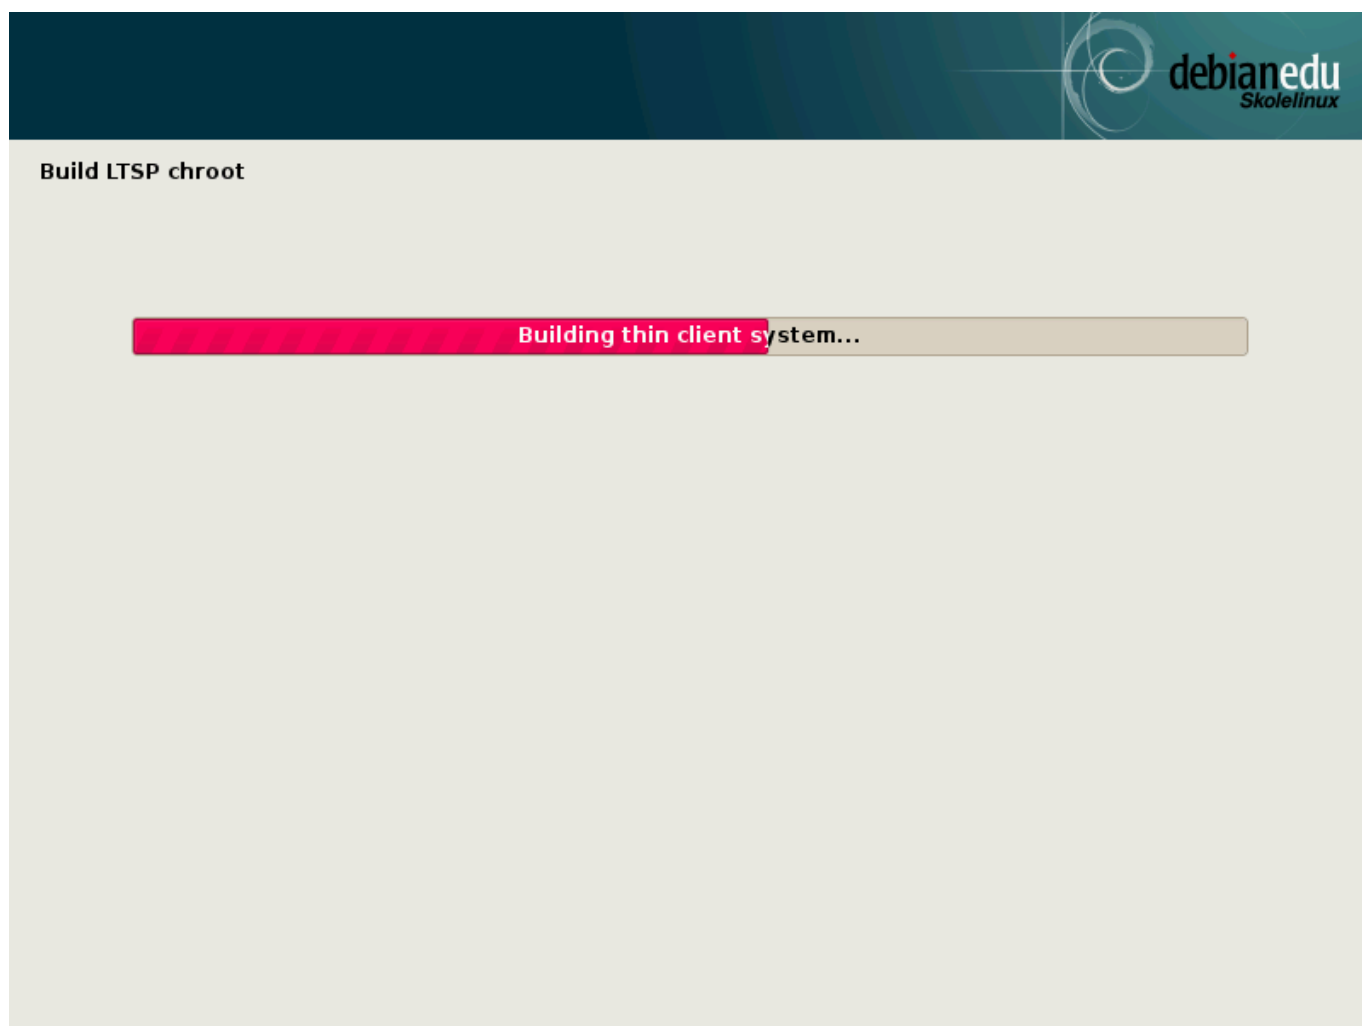 debianedu
Skolelinux
Build LTSP chroot
Building thin client system...